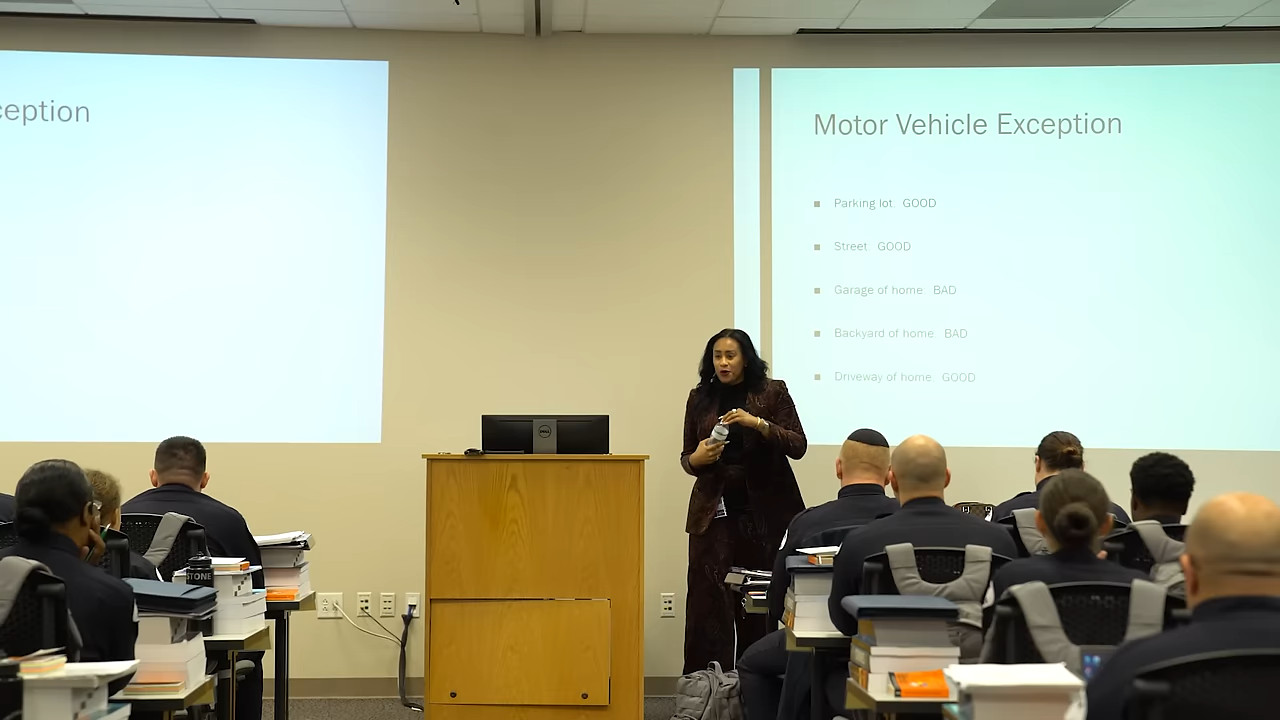 ception
Motor Vehicle Exception
Parking lot. GOOD
Street GOOD
Garage of home BAD
Backyard of home BAD
Driveway of home GOOD
DELL
STONE